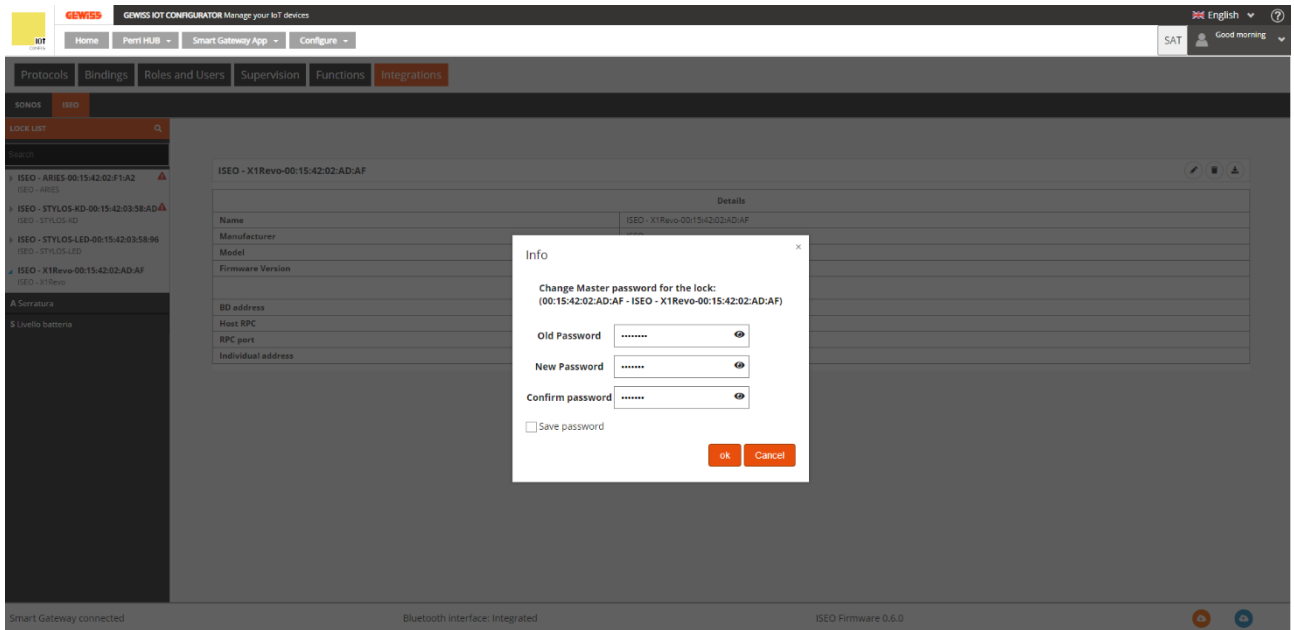 GEWISS GEWISS IOT CONFIGURATOR Manage your IoT devices English
IOT CONFIG Home Perri HUB Smart Gateway App Configure SAT Good morning
Protocols Bindings Roles and Users Supervision Functions Integrations
SONOS ISEO
LOCK LIST
Search
ISEO - ARIES-00:15:42:02:F1:A2
ISEO - ARIES
ISEO - STYLOS-KD-00:15:42:03:58:AD
ISEO - STYLOS-KD
ISEO - STYLOS-LED-00:15:42:03:58:96
ISEO - STYLOS-LED
ISEO - X1Revo-00:15:42:02:AD:AF
ISEO - X1Revo
A Serratura
S Livello batteria
ISEO - X1Revo-00:15:42:02:AD:AF
Details
Name ISEO - X1Revo-00:15:42:02:AD:AF
Manufacturer
Model
Firmware Version
BD address
Host RPC
RPC port
Individual address
Info
Change Master password for the lock:
(00:15:42:02:AD:AF - ISEO - X1Revo-00:15:42:02:AD:AF)
Old Password ••••••••
New Password •••••••
Confirm password •••••••
Save password
ok Cancel
Smart Gateway connected Bluetooth interface: Integrated ISEO Firmware 0.6.0